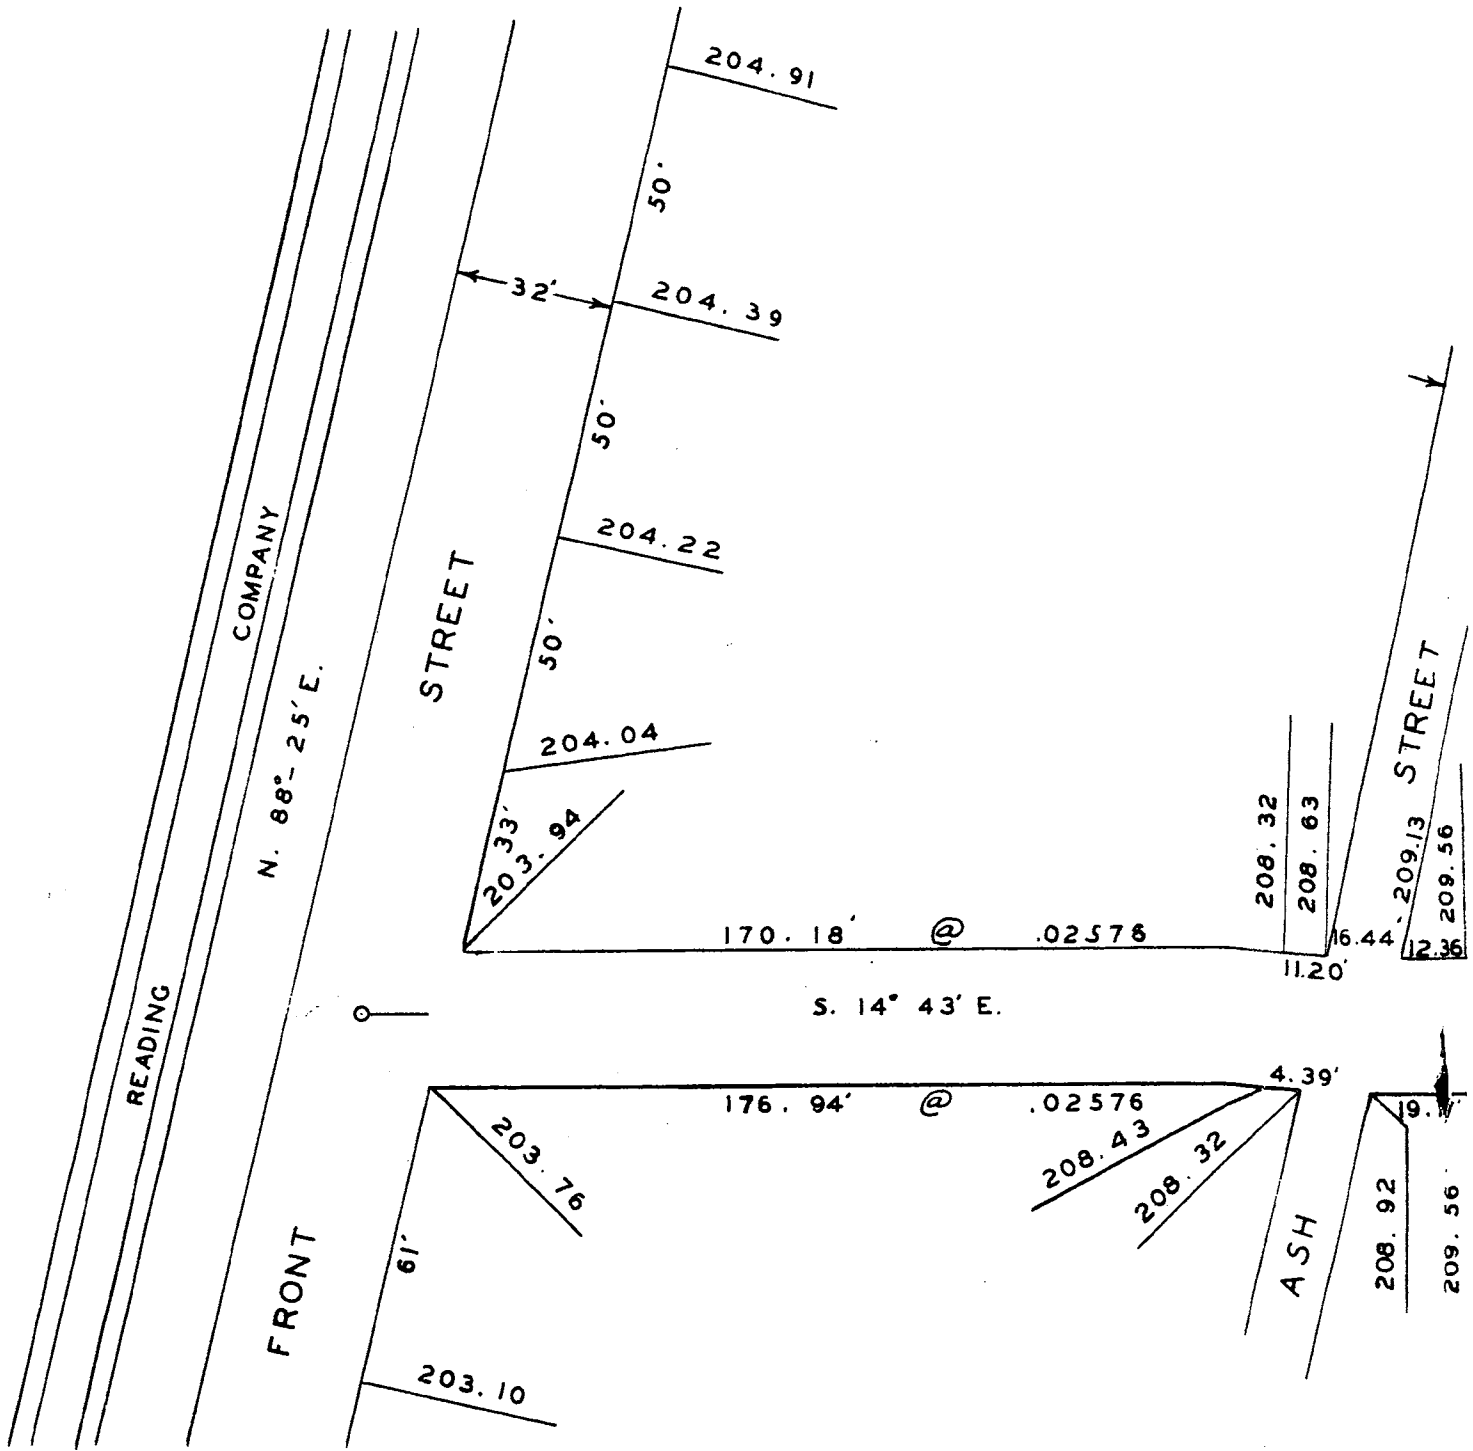 204.91
50'
32'
204.39
50'
204.22
COMPANY
STREET
50'
N. 88°- 25' E.
204.04
33'
203.94
208.32
208.63
209.13
STREET
209.56
170.18' @ .02576
16.44
12.36
11.20'
READING
S. 14° 43' E.
4.39'
176.94' @ .02576
203.76
208.43
208.32
208.92
209.56
61'
FRONT
ASH
203.10